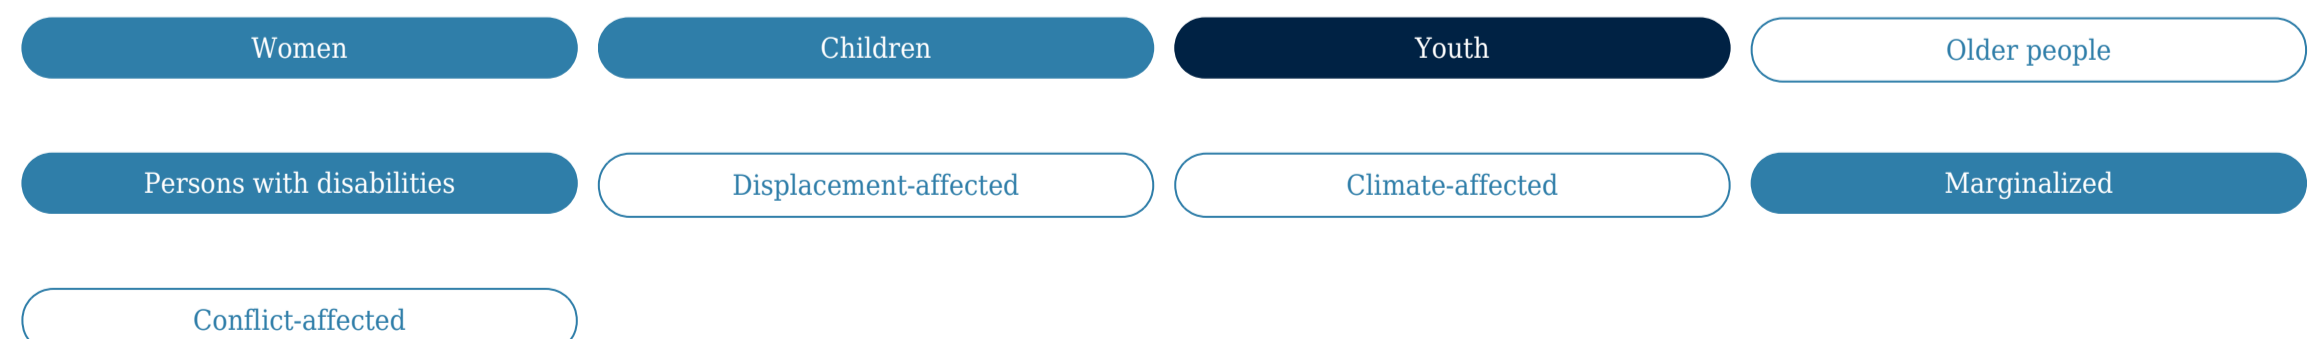 Women
Children
Youth
Older people
Persons with disabilities
Displacement-affected
Climate-affected
Marginalized
Conflict-affected